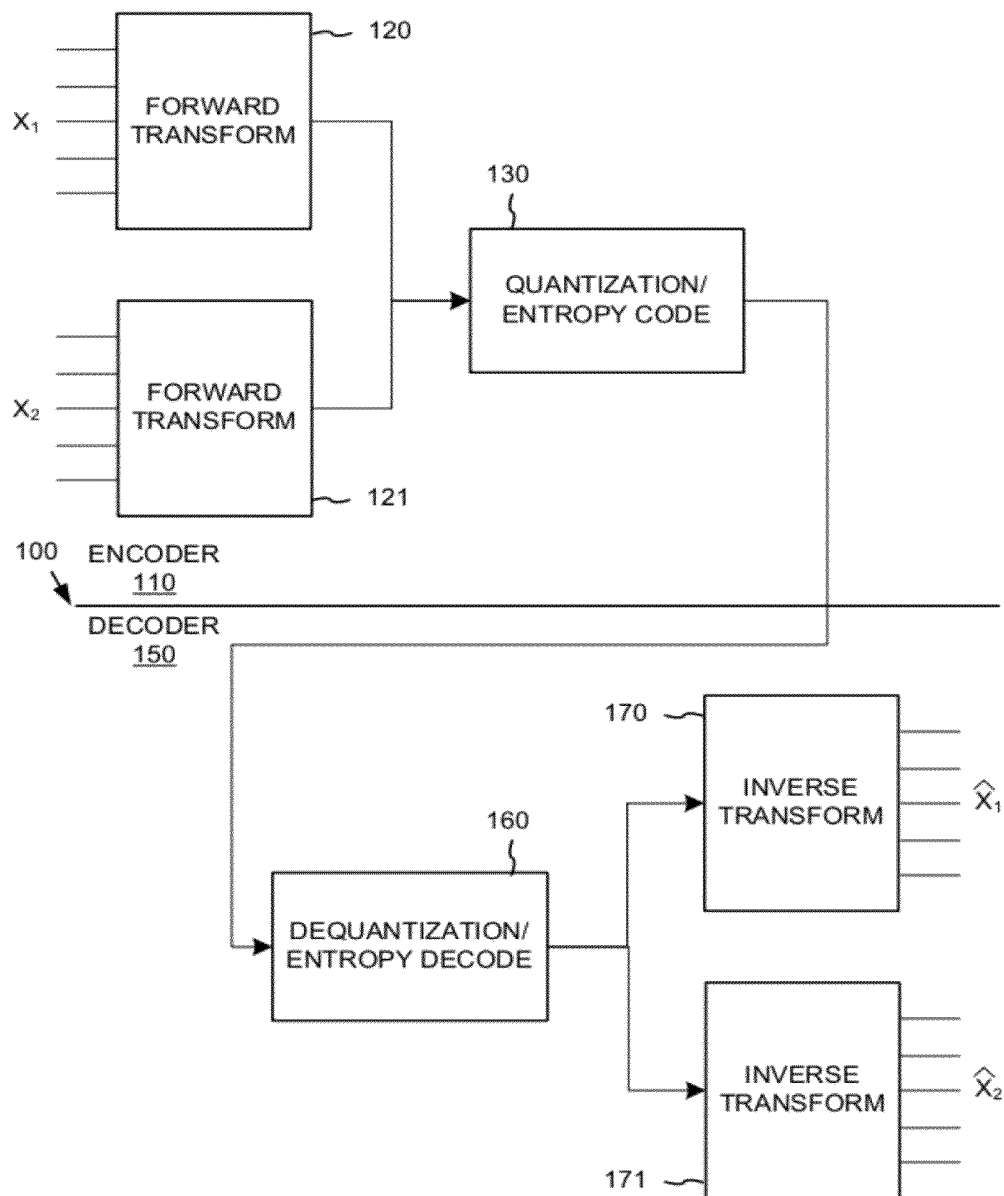 120
FORWARD
TRANSFORM
X₁
130
QUANTIZATION/
ENTROPY CODE
FORWARD
TRANSFORM
X₂
121
100
ENCODER
110
DECODER
150
170
INVERSE
TRANSFORM
X̂₁
160
DEQUANTIZATION/
ENTROPY DECODE
INVERSE
TRANSFORM
X̂₂
171